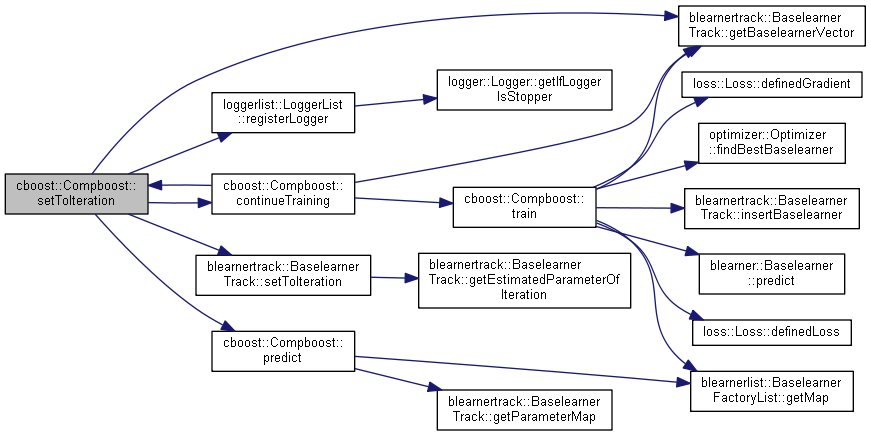 blearnertrack::Baselearner
Track::getBaselearnerVector
logger::Logger::getIfLogger
IsStopper
loss::Loss::definedGradient
loggerlist::LoggerList
::registerLogger
optimizer::Optimizer
::findBestBaselearner
cboost::Compboost::
setToIteration
cboost::Compboost::
continueTraining
cboost::Compboost::
train
blearnertrack::Baselearner
Track::insertBaselearner
blearnertrack::Baselearner
Track::setToIteration
blearnertrack::Baselearner
Track::getEstimatedParameterOf
Iteration
blearner::Baselearner
::predict
loss::Loss::definedLoss
cboost::Compboost::
predict
blearnerlist::Baselearner
FactoryList::getMap
blearnertrack::Baselearner
Track::getParameterMap